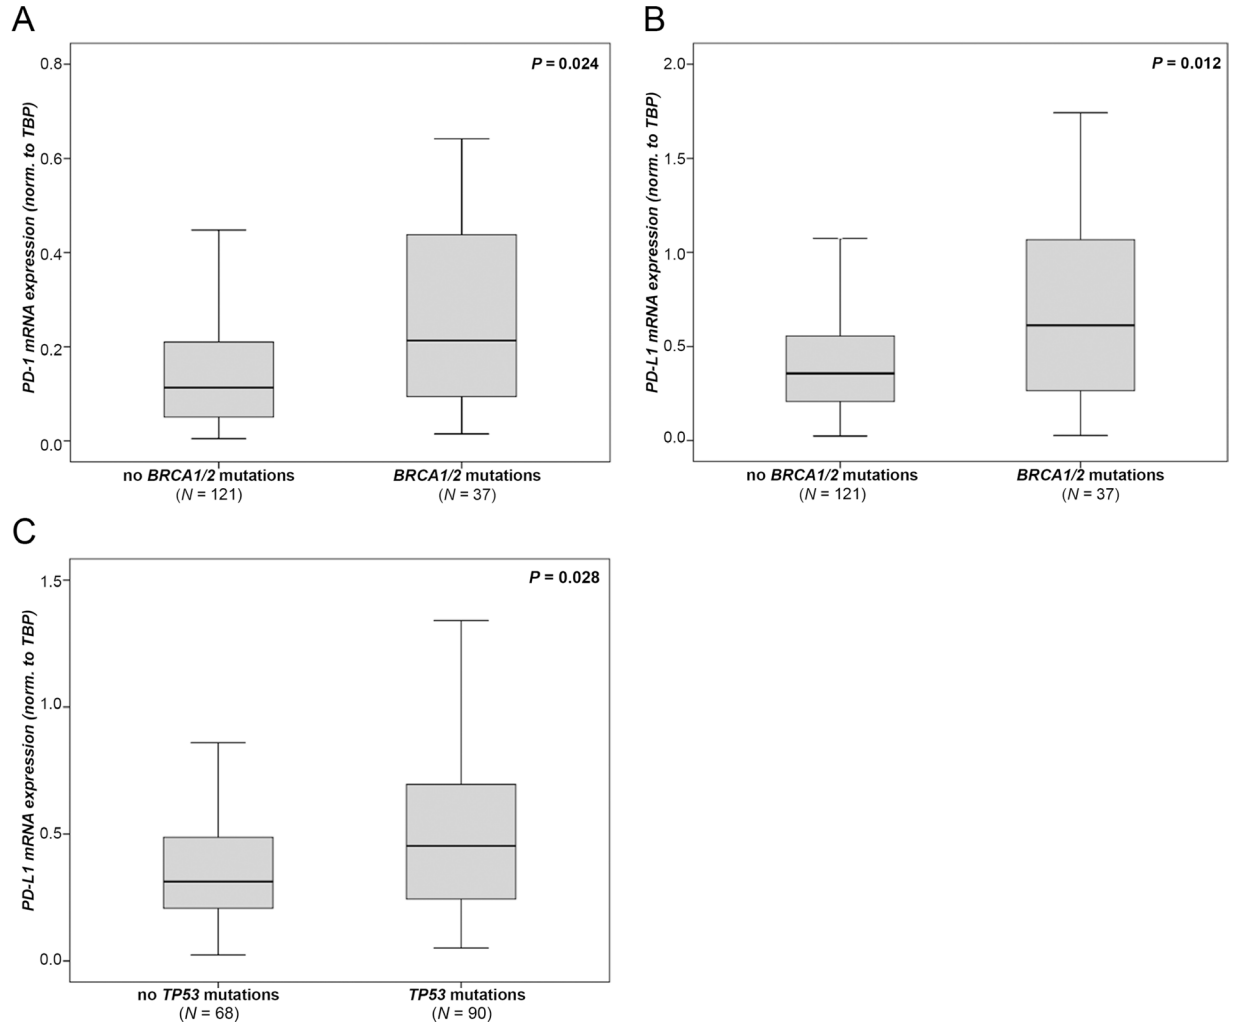 A
PD-1 mRNA expression (norm. to TBP)
0.8
0.6
0.4
0.2
0.0
P = 0.024
no BRCA1/2 mutations
(N = 121)
BRCA1/2 mutations
(N = 37)
B
PD-L1 mRNA expression (norm. to TBP)
2.0
1.5
1.0
0.5
0.0
P = 0.012
no BRCA1/2 mutations
(N = 121)
BRCA1/2 mutations
(N = 37)
C
PD-L1 mRNA expression (norm. to TBP)
1.5
1.0
0.5
0.0
P = 0.028
no TP53 mutations
(N = 68)
TP53 mutations
(N = 90)